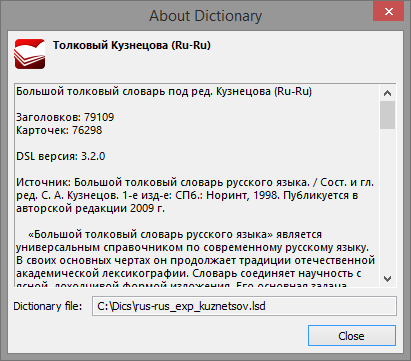 About Dictionary
Толковый Кузнецова (Ru-Ru)
Большой толковый словарь под ред. Кузнецова (Ru-Ru)
Заголовков: 79109
Карточек: 76298
DSL версия: 3.2.0
Источник: Большой толковый словарь русского языка. / Сост. и гл.
ред. С. А. Кузнецов. 1-е изд-е: СПб.: Норинт, 1998. Публикуется в
авторской редакции 2009 г.
«Большой толковый словарь русского языка» является
универсальным справочником по современному русскому языку.
В своих основных чертах он продолжает традиции отечественной
академической лексикографии. Словарь соединяет научность с
ясной, доходчивой формой изложения. Его основная задача
Dictionary file:
C:\Dics\rus-rus_exp_kuznetsov.lsd
Close